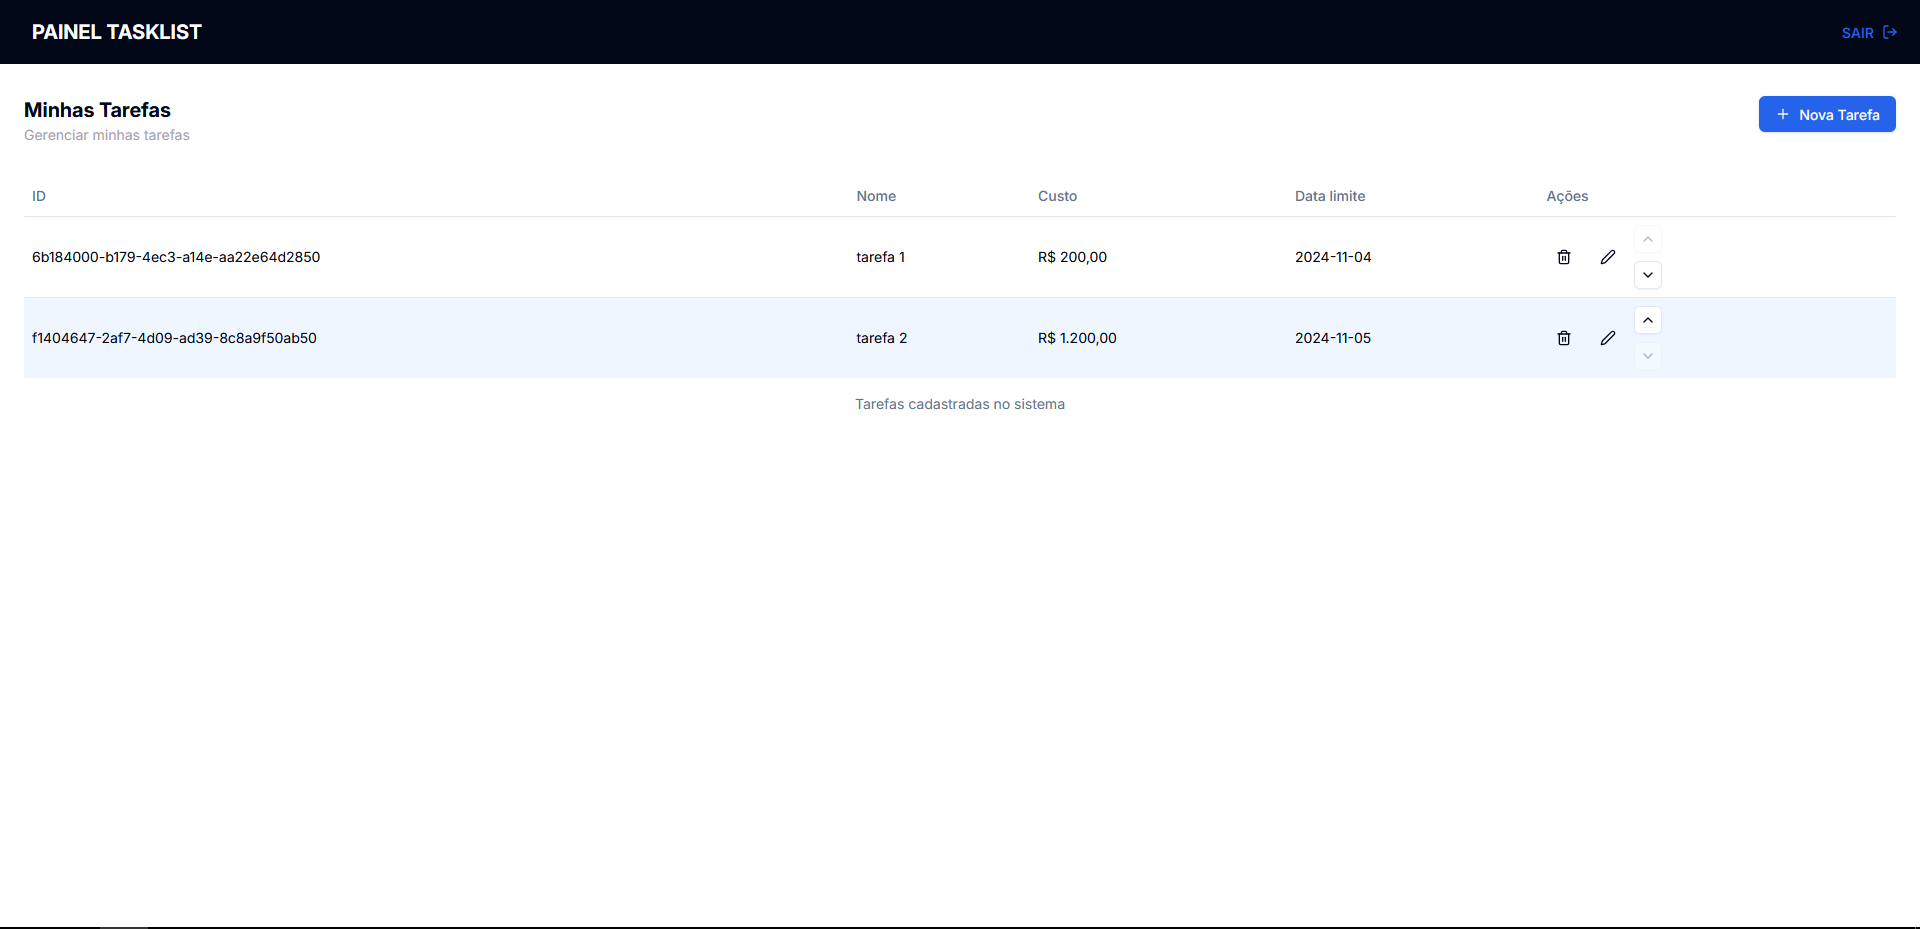 PAINEL TASKLIST
SAIR
Minhas Tarefas
Gerenciar minhas tarefas
Nova Tarefa
ID Nome Custo Data limite Ações
6b184000-b179-4ec3-a14e-aa22e64d2850 tarefa 1 R$ 200,00 2024-11-04
f1404647-2af7-4d09-ad39-8c8a9f50ab50 tarefa 2 R$ 1.200,00 2024-11-05
Tarefas cadastradas no sistema